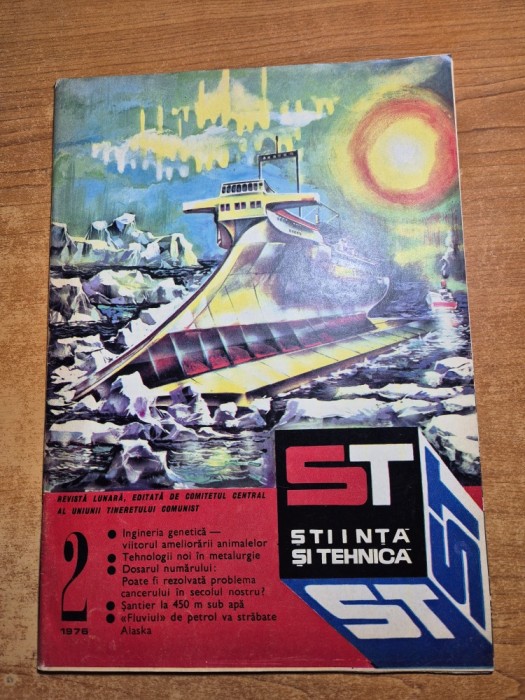 REVISTĂ LUNARĂ, EDITATĂ DE COMITETUL CENTRAL
AL UNIUNII TINERETULUI COMUNIST
2
1976
● Ingineria genetică —
viitorul ameliorării animalelor
● Tehnologii noi în metalurgie
● Dosarul numărului:
Poate fi rezolvată problema
cancerului în secolul nostru?
● Șantier la 450 m sub apă
● «Fluviul» de petrol va străbate
Alaska
ST
ȘTIINȚĂ
ȘI TEHNICĂ
ST
ST